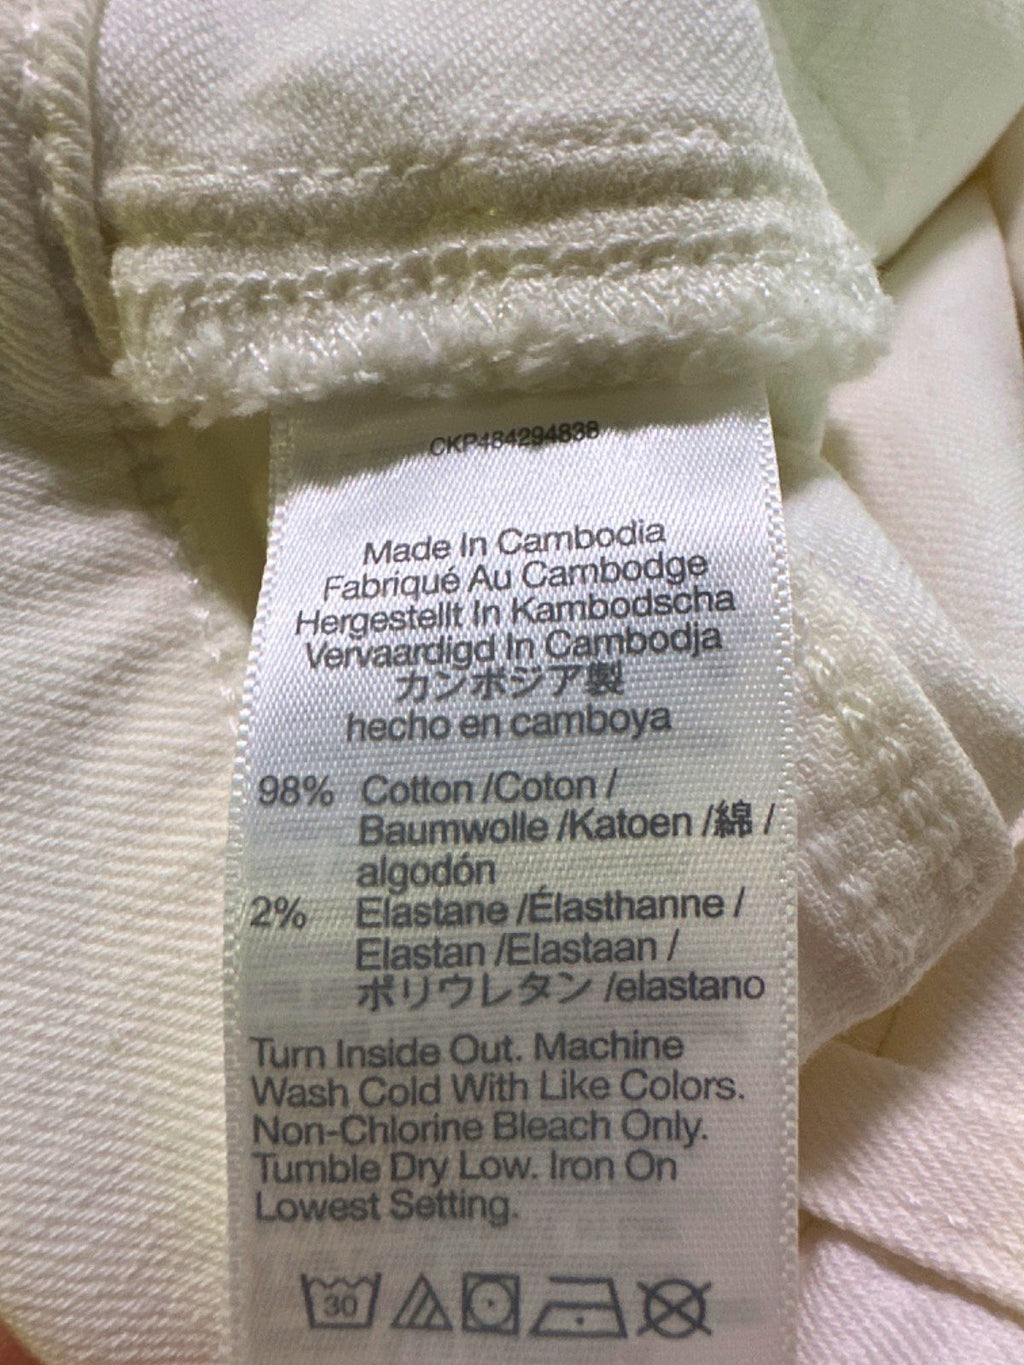 CKP484294838
Made In Cambodia
Fabriqué Au Cambodge
Hergestellt In Kambodscha
Vervaardigd In Cambodja
カンボジア製
hecho en camboya
98% Cotton /Coton /
Baumwolle /Katoen /綿 /
algodón
2% Elastane /Élasthanne /
Elastan /Elastaan /
ポリウレタン /elastano
Turn Inside Out. Machine
Wash Cold With Like Colors.
Non-Chlorine Bleach Only.
Tumble Dry Low. Iron On
Lowest Setting.
30